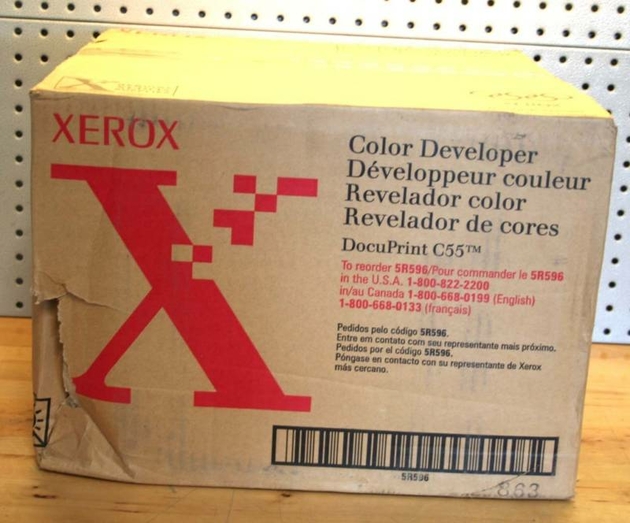 XEROX
Color Developer
Développeur couleur
Revelador color
Revelador de cores
DocuPrint C55™
To reorder 5R596/Pour commander le 5R596
in the U.S.A. 1-800-822-2200
in/au Canada 1-800-668-0199 (English)
1-800-668-0133 (français)
Pedidos pelo código 5R596.
Entre em contato com seu representante mais próximo.
Pedidos por el código 5R596.
Póngase en contacto con su representante de Xerox
más cercano.
5R596
863